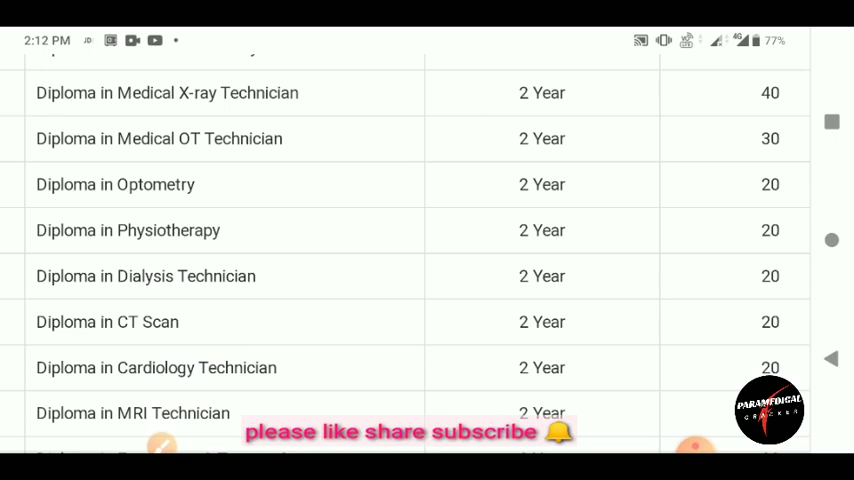 2:12 PM JD 4G 77%
Diploma in Medical X-ray Technician 2 Year 40
Diploma in Medical OT Technician 2 Year 30
Diploma in Optometry 2 Year 20
Diploma in Physiotherapy 2 Year 20
Diploma in Dialysis Technician 2 Year 20
Diploma in CT Scan 2 Year 20
Diploma in Cardiology Technician 2 Year 20
Diploma in MRI Technician 2 Year
please like share subscribe 🔔
PARAMEDICAL
CRACKER